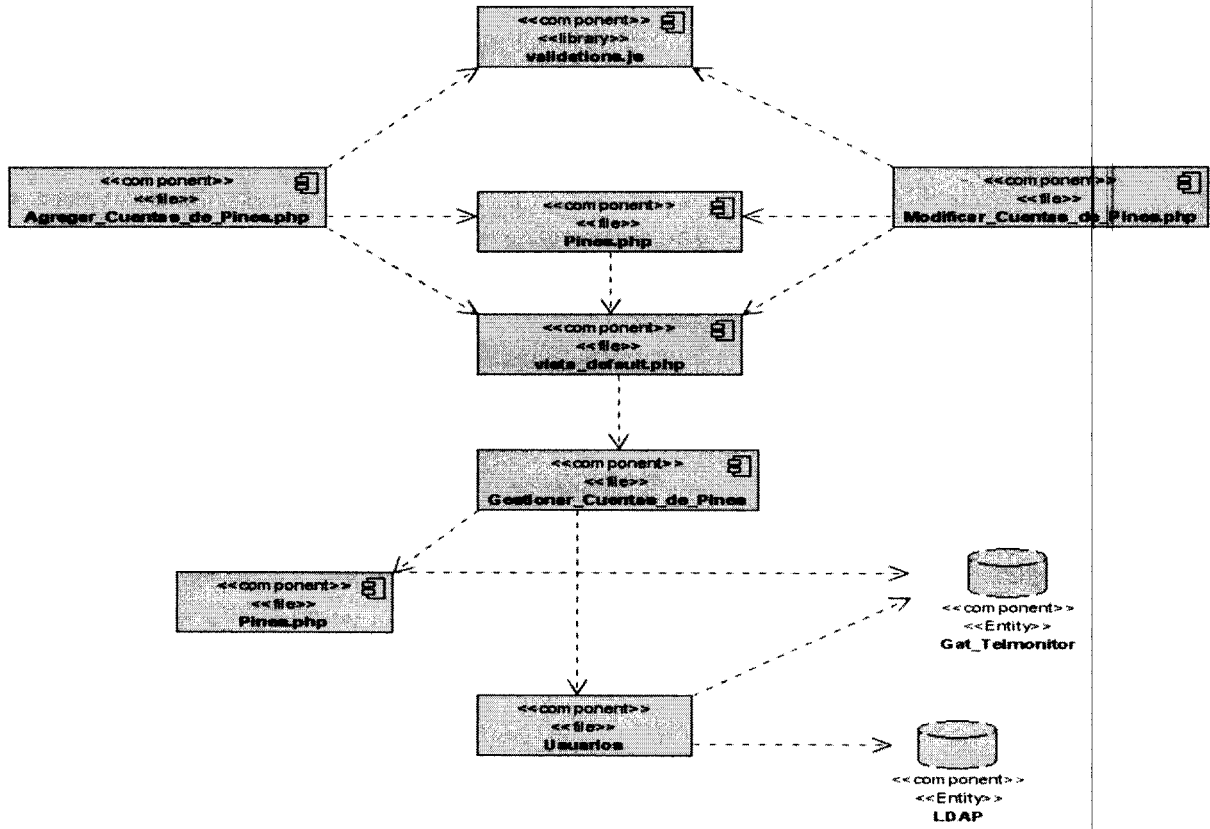 <<component>>
<<library>>
validations.js
<<component>>
<<file>>
Agregar_Cuentas_de_Pines.php
<<component>>
<<file>>
Pines.php
<<component>>
<<file>>
Modificar_Cuentas_de_Pines.php
<<component>>
<<file>>
vista_default.php
<<component>>
<<file>>
Gestionar_Cuentas_de_Pines
<<component>>
<<file>>
Pines.php
<<component>>
<<Entity>>
Gat_Telmonitor
<<component>>
<<file>>
Usuarios
<<component>>
<<Entity>>
LDAP